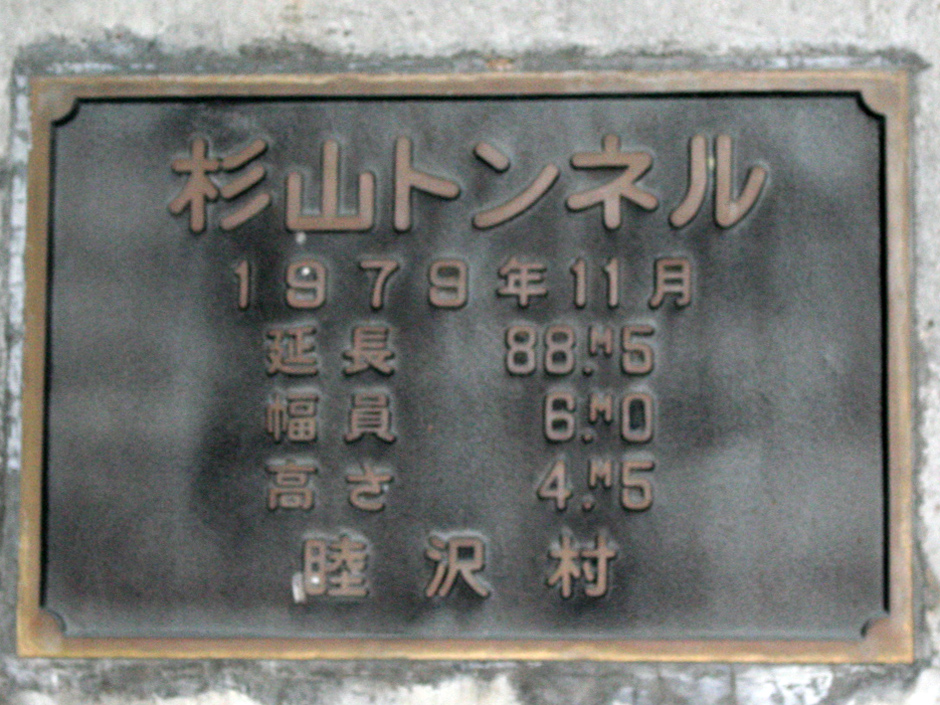 杉山トンネル
1979年11月
延長 88.M5
幅員 6.M0
高さ 4.M5
睦沢村